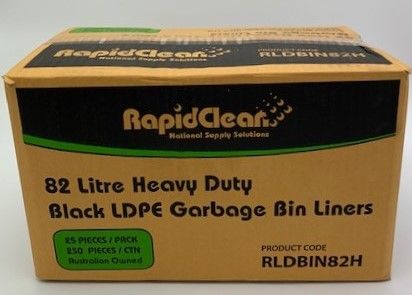 RapidClean
National Supply Solutions
PRODUCT CODE
RLDBIN82H
RapidClean
National Supply Solutions
82 Litre Heavy Duty
Black LDPE Garbage Bin Liners
25 PIECES / PACK
250 PIECES / CTN
Australian Owned
PRODUCT CODE
RLDBIN82H